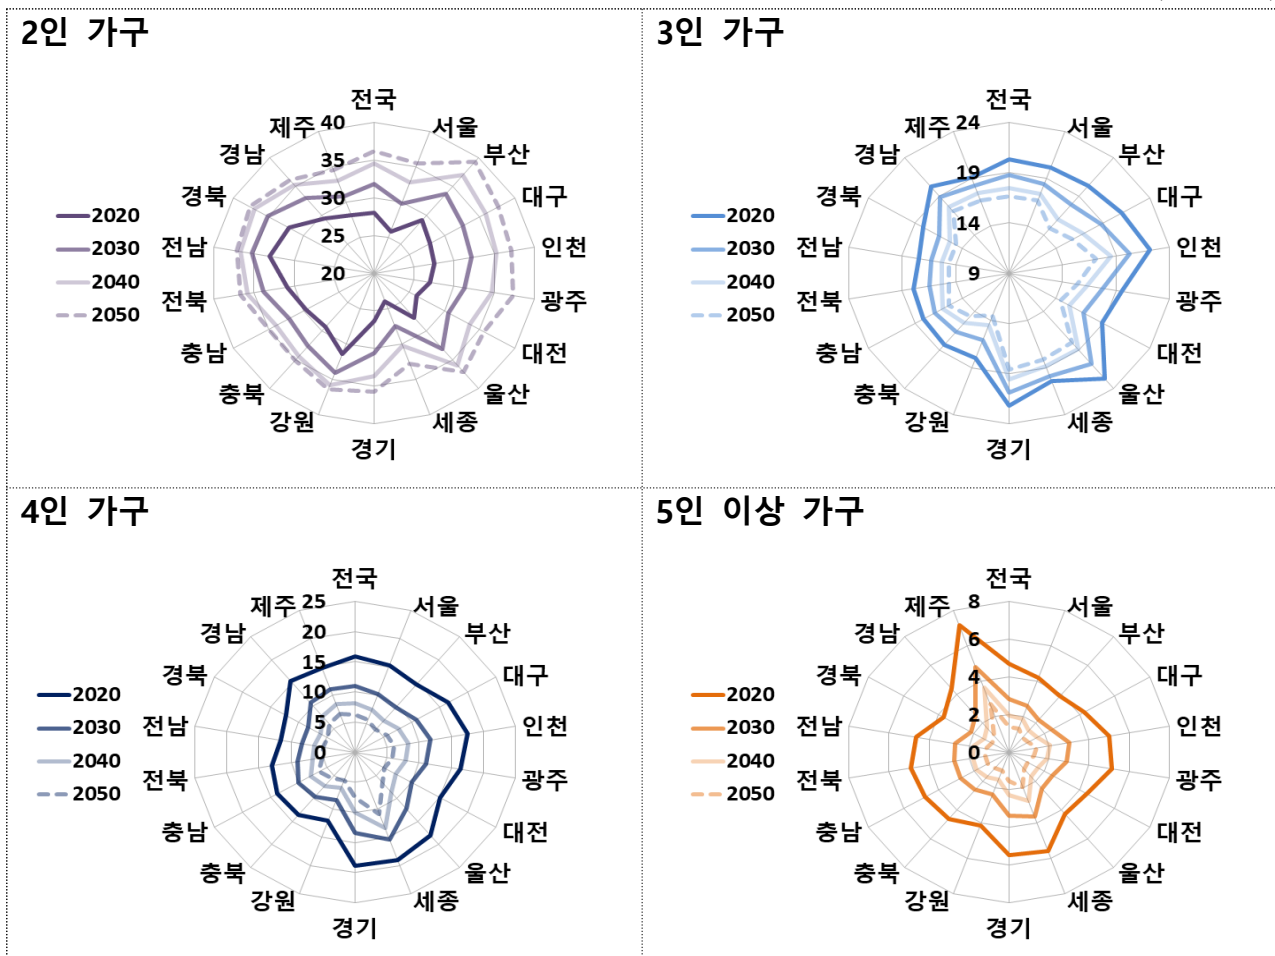 2인 가구
전국
서울
부산
대구
인천
광주
대전
울산
세종
경기
강원
충북
충남
전북
전남
경북
경남
제주
40
35
30
25
20
2020
2030
2040
2050
3인 가구
전국
서울
부산
대구
인천
광주
대전
울산
세종
경기
강원
충북
충남
전북
전남
경북
경남
제주
24
19
14
9
2020
2030
2040
2050
4인 가구
전국
서울
부산
대구
인천
광주
대전
울산
세종
경기
강원
충북
충남
전북
전남
경북
경남
제주
25
20
15
10
5
0
2020
2030
2040
2050
5인 이상 가구
전국
서울
부산
대구
인천
광주
대전
울산
세종
경기
강원
충북
충남
전북
전남
경북
경남
제주
8
6
4
2
0
2020
2030
2040
2050